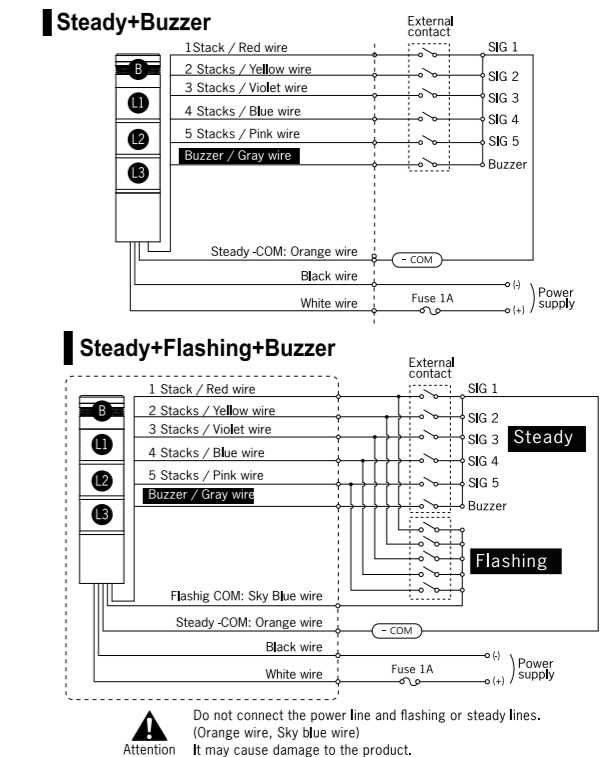 Steady+Buzzer
External
contact
1Stack / Red wire
SIG 1
B
2 Stacks / Yellow wire
SIG 2
3 Stacks / Violet wire
SIG 3
L1
4 Stacks / Blue wire
SIG 4
L2
5 Stacks / Pink wire
SIG 5
Buzzer / Gray wire
Buzzer
L3
Steady -COM: Orange wire
- COM
Black wire
(-)
White wire
Fuse 1A
(+)
Power
supply
Steady+Flashing+Buzzer
External
contact
1 Stack / Red wire
SIG 1
B
2 Stacks / Yellow wire
SIG 2
3 Stacks / Violet wire
SIG 3
Steady
L1
4 Stacks / Blue wire
SIG 4
L2
5 Stacks / Pink wire
SIG 5
Buzzer / Gray wire
Buzzer
L3
Flashing
Flashig COM: Sky Blue wire
Steady -COM: Orange wire
- COM
Black wire
(-)
White wire
Fuse 1A
(+)
Power
supply
Attention
Do not connect the power line and flashing or steady lines.
(Orange wire, Sky blue wire)
It may cause damage to the product.